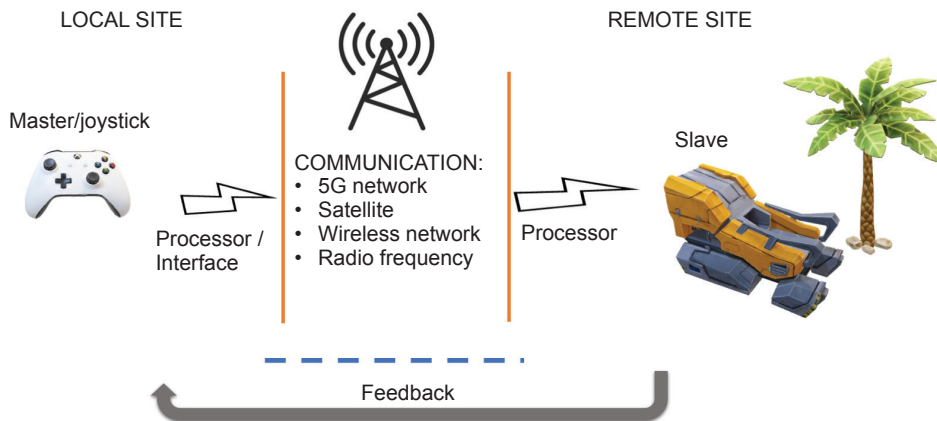 LOCAL SITE
REMOTE SITE
Master/joystick
Slave
COMMUNICATION:
• 5G network
• Satellite
• Wireless network
• Radio frequency
Processor /
Interface
Processor
Feedback